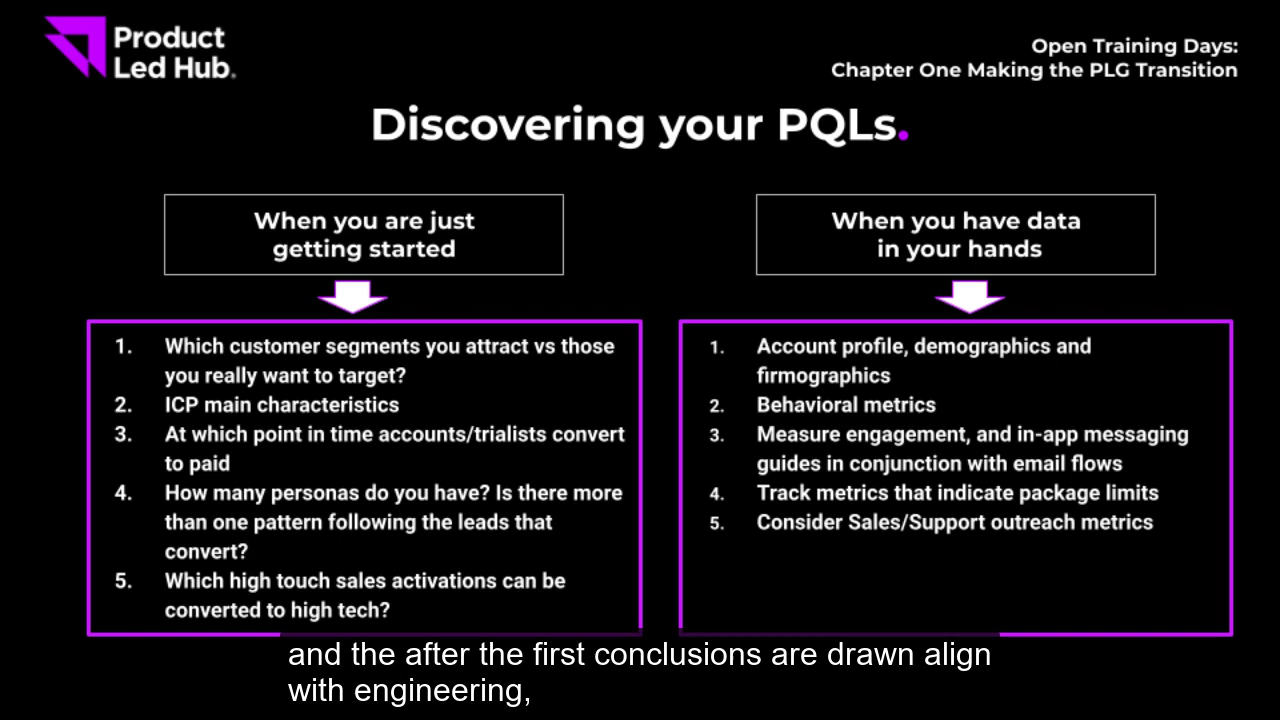 Product
Led Hub.
Open Training Days:
Chapter One Making the PLG Transition
Discovering your PQLs.
When you are just
getting started
1. Which customer segments you attract vs those
you really want to target?
2. ICP main characteristics
3. At which point in time accounts/trialists convert
to paid
4. How many personas do you have? Is there more
than one pattern following the leads that
convert?
5. Which high touch sales activations can be
converted to high tech?
When you have data
in your hands
1. Account profile, demographics and
firmographics
2. Behavioral metrics
3. Measure engagement, and in-app messaging
guides in conjunction with email flows
4. Track metrics that indicate package limits
5. Consider Sales/Support outreach metrics
and the after the first conclusions are drawn align
with engineering,